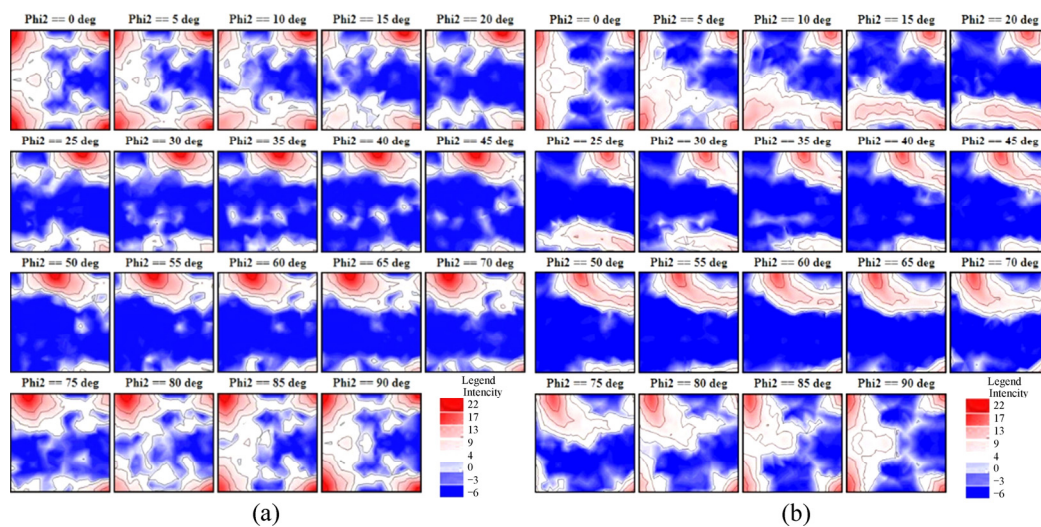 Phi2 == 0 deg Phi2 == 5 deg Phi2 == 10 deg Phi2 == 15 deg Phi2 == 20 deg
Phi2 == 25 deg Phi2 == 30 deg Phi2 == 35 deg Phi2 == 40 deg Phi2 == 45 deg
Phi2 == 50 deg Phi2 == 55 deg Phi2 == 60 deg Phi2 == 65 deg Phi2 == 70 deg
Phi2 == 75 deg Phi2 == 80 deg Phi2 == 85 deg Phi2 == 90 deg
Legend
Intencity
22
17
13
9
4
0
−3
−6
(a)
Phi2 == 0 deg Phi2 == 5 deg Phi2 == 10 deg Phi2 == 15 deg Phi2 == 20 deg
Phi2 == 25 deg Phi2 == 30 deg Phi2 == 35 deg Phi2 == 40 deg Phi2 == 45 deg
Phi2 == 50 deg Phi2 == 55 deg Phi2 == 60 deg Phi2 == 65 deg Phi2 == 70 deg
Phi2 == 75 deg Phi2 == 80 deg Phi2 == 85 deg Phi2 == 90 deg
Legend
Intencity
22
17
13
9
4
0
−3
−6
(b)